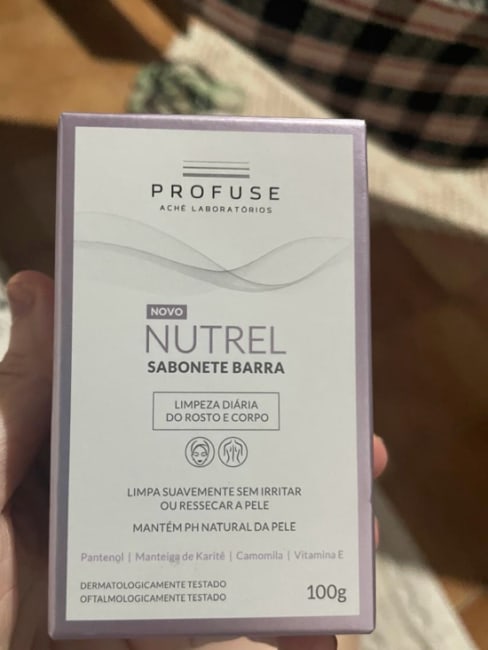 PROFUSE
ACHÉ LABORATÓRIOS
NOVO
NUTREL
SABONETE BARRA
LIMPEZA DIÁRIA
DO ROSTO E CORPO
LIMPA SUAVEMENTE SEM IRRITAR
OU RESSECAR A PELE
MANTÉM PH NATURAL DA PELE
Pantenol | Manteiga de Karité | Camomila | Vitamina E
DERMATOLOGICAMENTE TESTADO
OFTALMOLOGICAMENTE TESTADO
100g